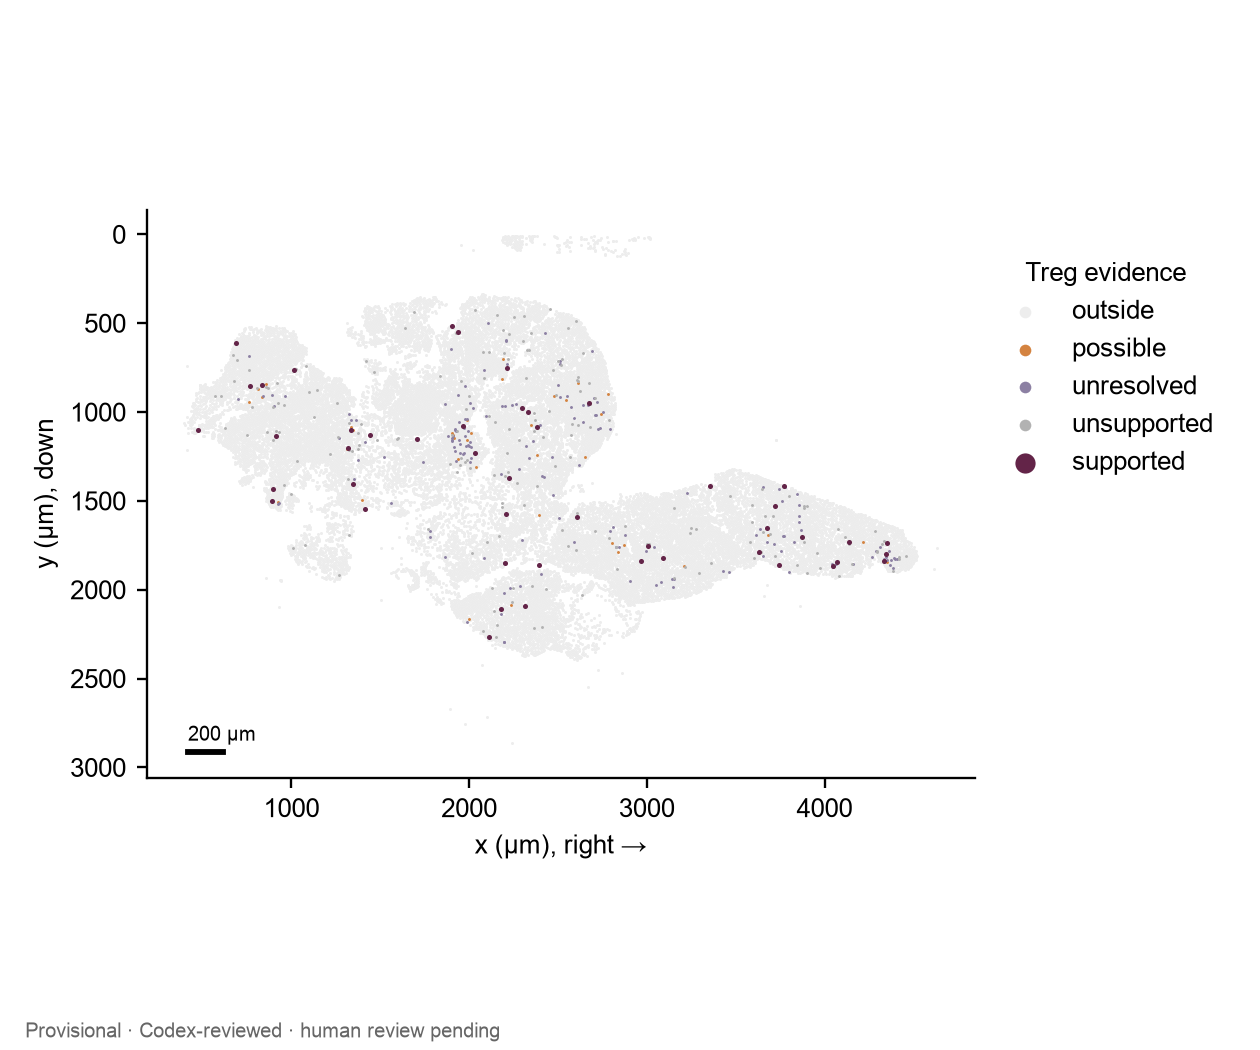 0
500
1000
1500
2000
2500
3000
y (μm), down
200 μm
1000 2000 3000 4000
x (μm), right →
Treg evidence
outside
possible
unresolved
unsupported
supported
Provisional · Codex-reviewed · human review pending